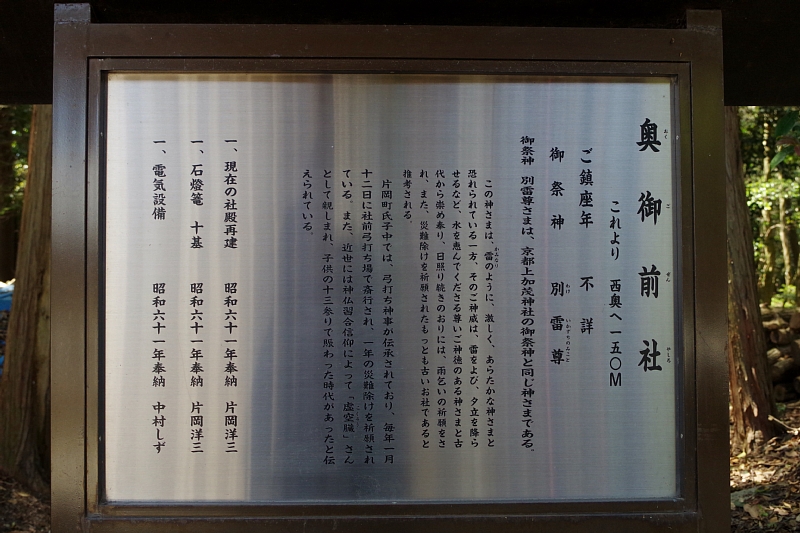 奥御前社
これより 西奥へ一五〇M
ご鎮座年 不詳
御祭神 別雷尊
御祭神 別雷尊さまは、京都上加茂神社の御祭神と同じ神さまである。
この神さまは、雷のように、激しく、あらたかな神さまと
恐れられている一方、そのご神威は、雷をよび、夕立を降ら
せるなど、水を恵んでくださる尊いご神徳のある神さまと古
代から崇め奉り、日照り続きのおりには、雨乞いの祈願をさ
れ、また、災難除けを祈願されたもっとも古いお社であると
推考される。
片岡町氏子中では、弓打ち神事が伝承されており、毎年一月
十二日に社前弓打ち場で斎行され、一年の災難除けを祈願され
ている。また、近世には神仏習合信仰によって「虚空臓」さん
として親しまれ、子供の十三参りで賑わった時代があったと伝
えられている。
一、現在の社殿再建 昭和六十一年奉納 片岡洋三
一、石燈篭 十基 昭和六十一年奉納 片岡洋三
一、電気設備 昭和六十一年奉納 中村しず